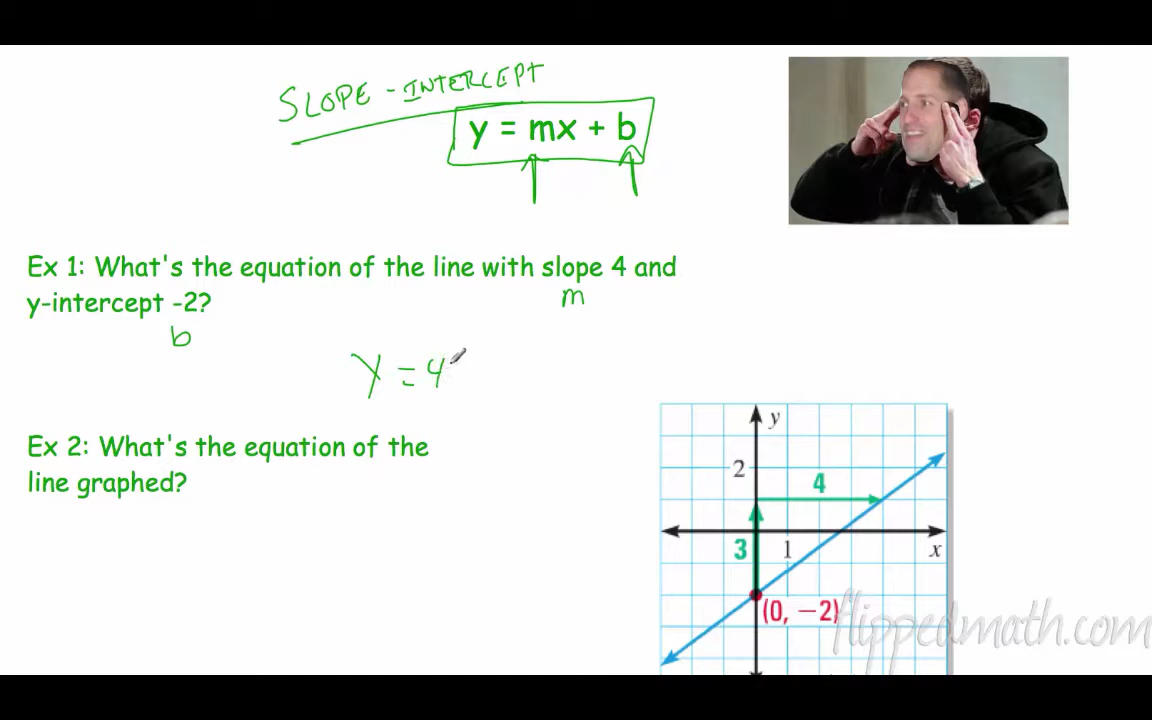 SLOPE - INTERCEPT
y = mx + b
Ex 1: What's the equation of the line with slope 4 and
m
y-intercept -2?
b
y = 4
Ex 2: What's the equation of the
line graphed?
y
2
4
3
1
x
(0, −2)
flippedmath.com